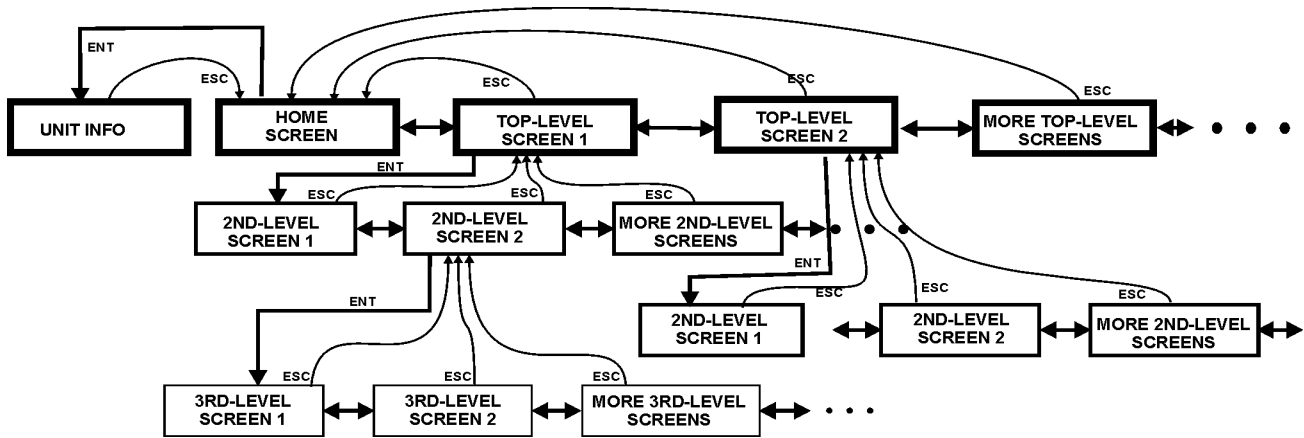 ENT
ESC
ESC
ESC
ESC
UNIT INFO
HOME
SCREEN
TOP-LEVEL
SCREEN 1
TOP-LEVEL
SCREEN 2
MORE TOP-LEVEL
SCREENS
ENT
ESC
ESC
ESC
2ND-LEVEL
SCREEN 1
2ND-LEVEL
SCREEN 2
MORE 2ND-LEVEL
SCREENS
ENT
ENT
ESC
ESC
ESC
2ND-LEVEL
SCREEN 1
2ND-LEVEL
SCREEN 2
MORE 2ND-LEVEL
SCREENS
ESC
ESC
ESC
3RD-LEVEL
SCREEN 1
3RD-LEVEL
SCREEN 2
MORE 3RD-LEVEL
SCREENS